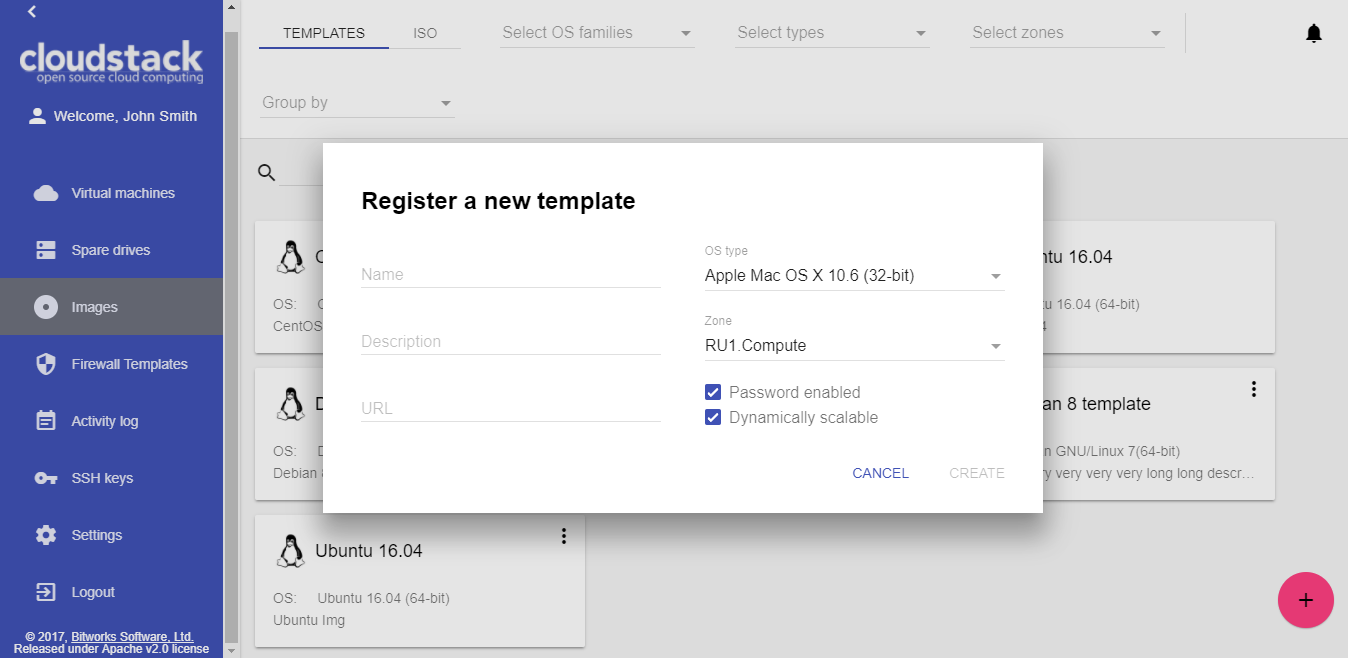 cloudstack
open source cloud computing
Welcome, John Smith
Virtual machines
Spare drives
Images
Firewall Templates
Activity log
SSH keys
Settings
Logout
© 2017, Bitworks Software, Ltd.
Released under Apache v2.0 license
TEMPLATES ISO Select OS families Select types Select zones
Group by
Register a new template
Name
Description
URL
OS type
Apple Mac OS X 10.6 (32-bit)
Zone
RU1.Compute
Password enabled
Dynamically scalable
CANCEL CREATE
OS:
CentOS
ntu 16.04
tu 16.04 (64-bit)
OS:
Debian
an 8 template
n GNU/Linux 7(64-bit)
ry very very very long long descr…
Ubuntu 16.04
OS: Ubuntu 16.04 (64-bit)
Ubuntu Img